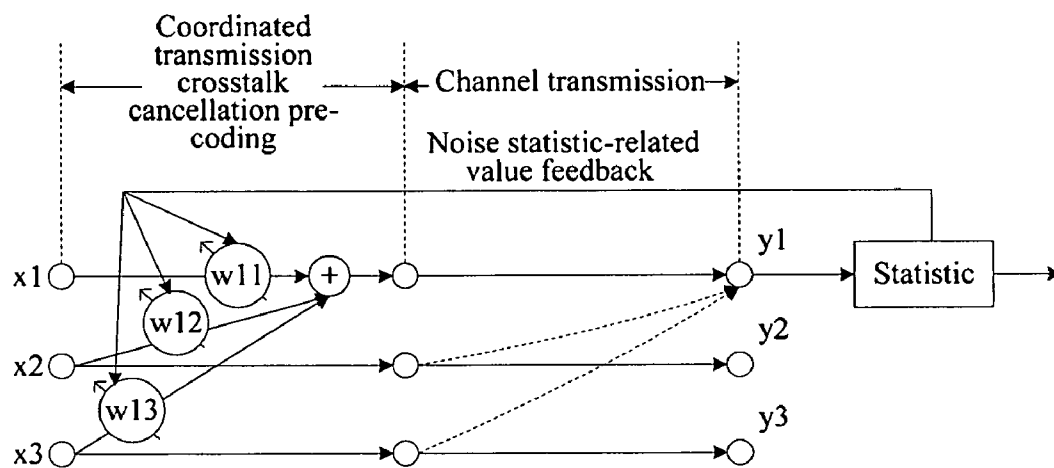 Coordinated
transmission
crosstalk
cancellation pre-
coding
Channel transmission
Noise statistic-related
value feedback
y1
x1
w11
+
Statistic
w12
y2
x2
w13
y3
x3